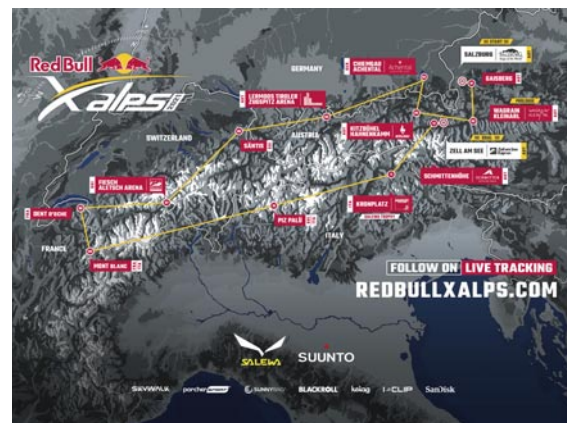 Red Bull
X alps
GERMANY
CHIEMGAU
ACHENTAL
SALZBURG
GAISBERG
LERMOOS TIROLER
ZUGSPITZ ARENA
WAGRAIN
KLEINARL
SWITZERLAND
AUSTRIA
KITZBÜHEL
HAHNENKAMM
SÄNTIS
ZELL AM SEE
FIESCH
ALETSCH ARENA
SCHMITTENHÖHE
DENT D'OCHE
KRONPLATZ
PIZ PALÜ
ITALY
FRANCE
MONT BLANC
FOLLOW ON LIVE TRACKING
REDBULLXALPS.COM
SALEWA
SUUNTO
SKYWALK
BLACKROLL
SanDisk